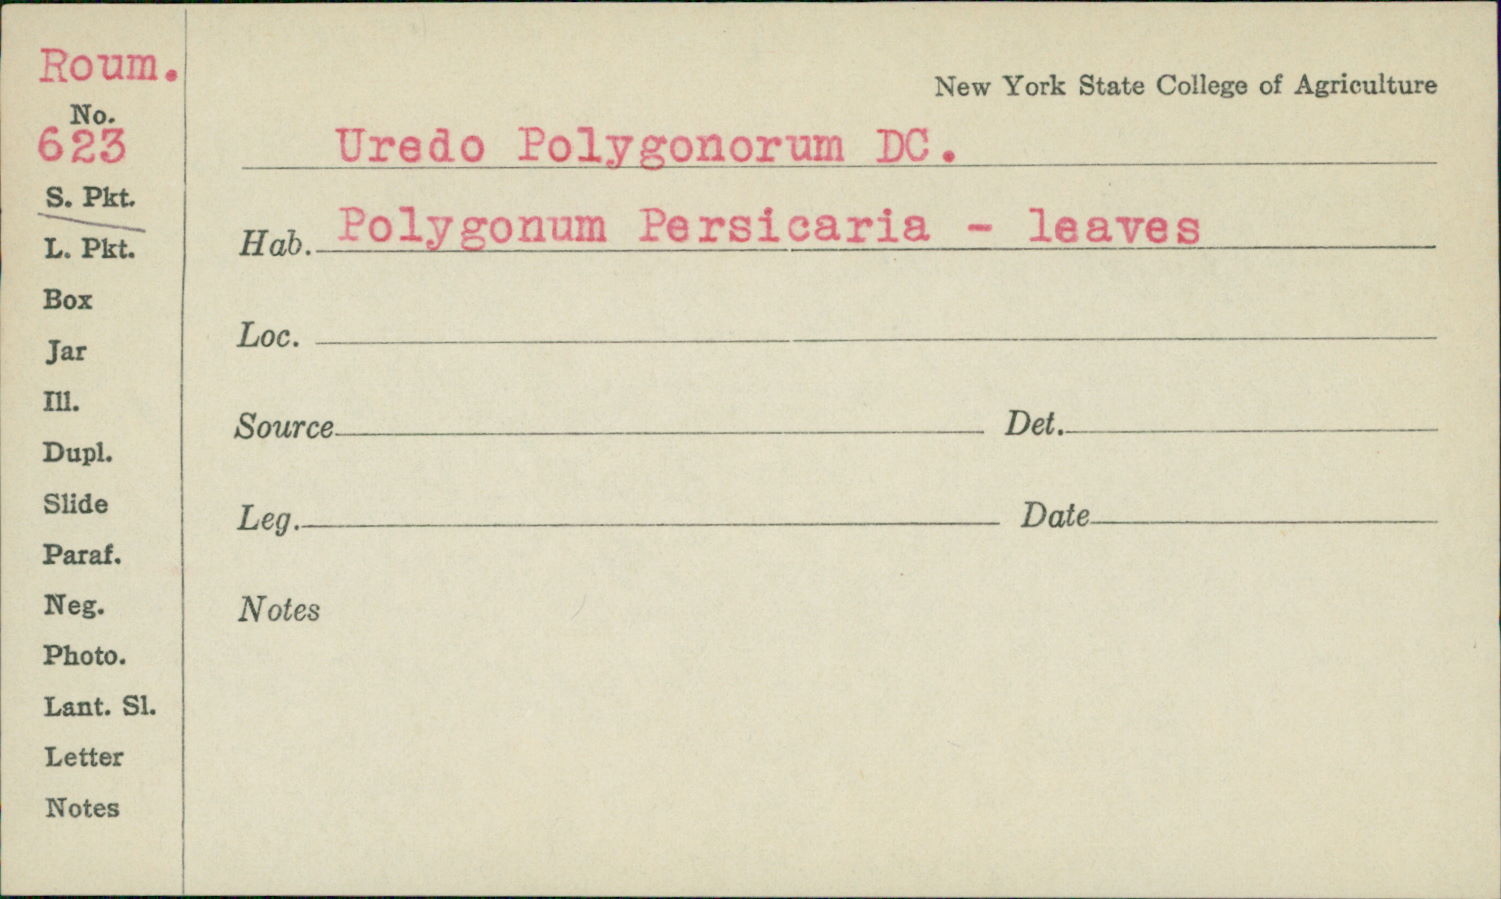 Roum.
No.
623
S. Pkt.
L. Pkt.
Box
Jar
Ill.
Dupl.
Slide
Paraf.
Neg.
Photo.
Lant. Sl.
Letter
Notes
New York State College of Agriculture
Uredo Polygonorum DC.
Hab. Polygonum Persicaria - leaves
Loc.
Source Det.
Leg. Date
Notes